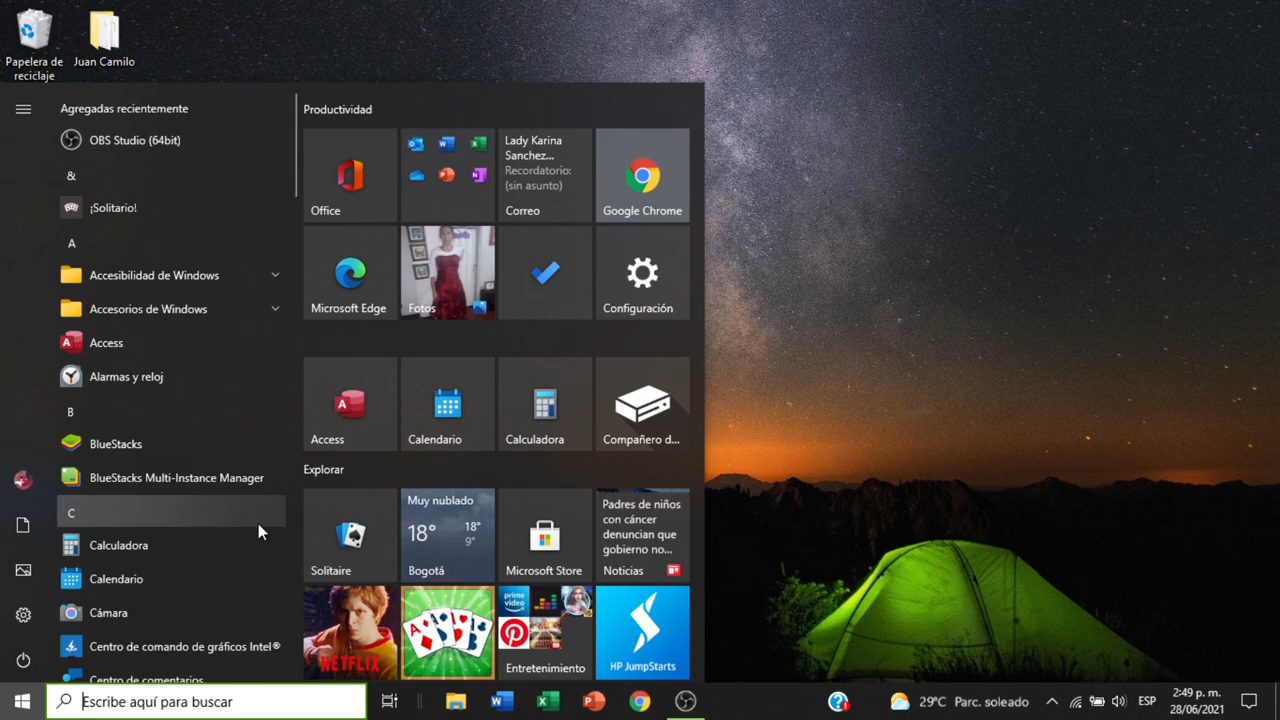 Papelera de
reciclaje
Juan Camilo
Agregadas recientemente
OBS Studio (64bit)
&
¡Solitario!
A
Accesibilidad de Windows
Accesorios de Windows
Access
Alarmas y reloj
B
BlueStacks
BlueStacks Multi-Instance Manager
C
Calculadora
Calendario
Cámara
Centro de comando de gráficos Intel®
Centro de comentarios
Productividad
Office
Lady Karina
Sanchez...
Recordatorio:
(sin asunto)
Correo
Google Chrome
Microsoft Edge
Fotos
Configuración
Access
Calendario
Calculadora
Compañero d...
Explorar
Solitaire
Muy nublado
18°
18°
9°
Bogotá
Microsoft Store
Padres de niños
con cáncer
denuncian que
gobierno no...
Noticias
NETFLIX
prime video
Entretenimiento
HP JumpStarts
Escribe aquí para buscar
29°C Parc. soleado
ESP
2:49 p. m.
28/06/2021